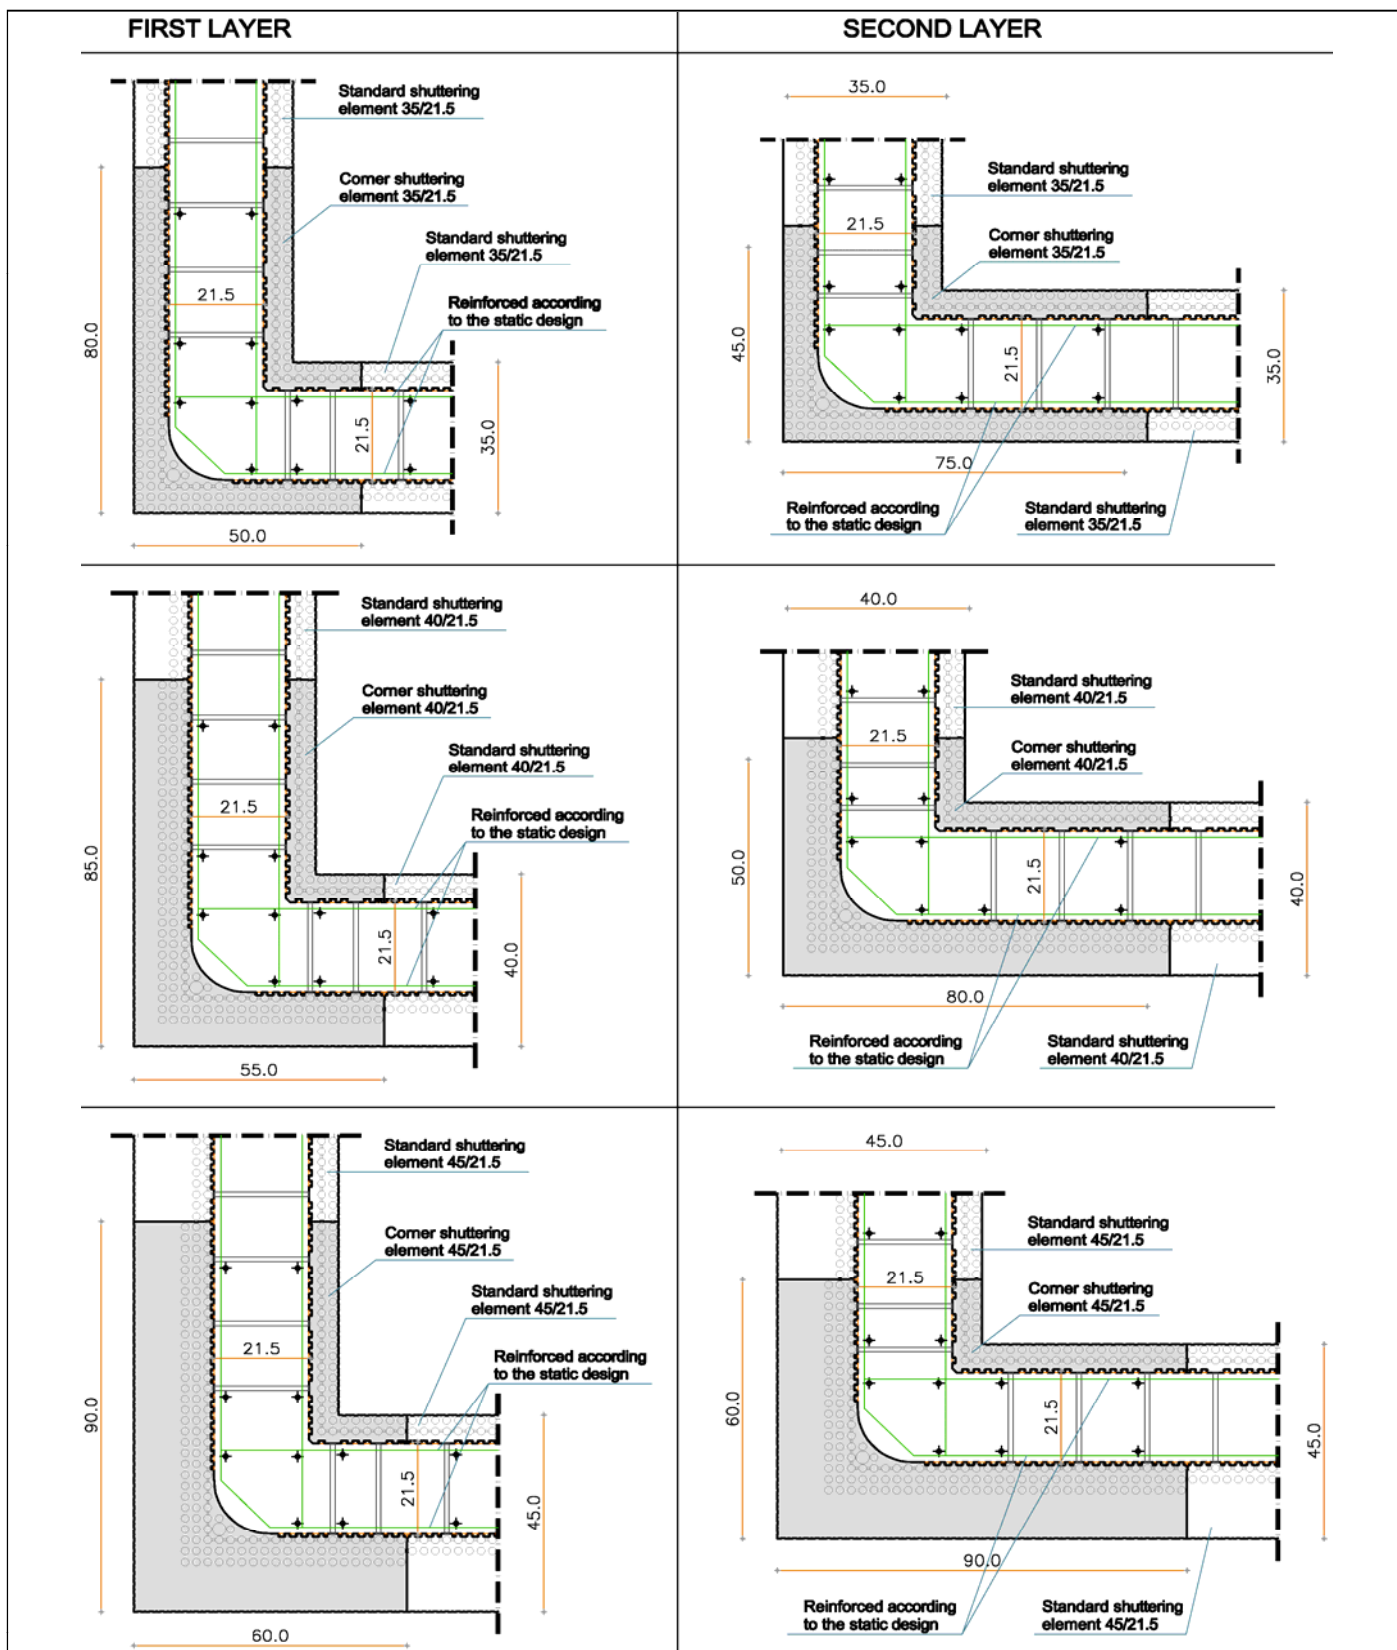 FIRST LAYER
SECOND LAYER
Standard shuttering
element 35/21.5
Corner shuttering
element 35/21.5
Standard shuttering
element 35/21.5
Reinforced according
to the static design
21.5
80.0
21.5
35.0
50.0
35.0
Standard shuttering
element 35/21.5
Corner shuttering
element 35/21.5
21.5
45.0
21.5
35.0
75.0
Reinforced according
to the static design
Standard shuttering
element 35/21.5
Standard shuttering
element 40/21.5
Corner shuttering
element 40/21.5
Standard shuttering
element 40/21.5
Reinforced according
to the static design
21.5
85.0
21.5
40.0
55.0
40.0
Standard shuttering
element 40/21.5
Corner shuttering
element 40/21.5
21.5
50.0
21.5
40.0
80.0
Reinforced according
to the static design
Standard shuttering
element 40/21.5
Standard shuttering
element 45/21.5
Corner shuttering
element 45/21.5
Standard shuttering
element 45/21.5
Reinforced according
to the static design
21.5
90.0
21.5
45.0
60.0
45.0
Standard shuttering
element 45/21.5
Corner shuttering
element 45/21.5
21.5
60.0
21.5
45.0
90.0
Reinforced according
to the static design
Standard shuttering
element 45/21.5